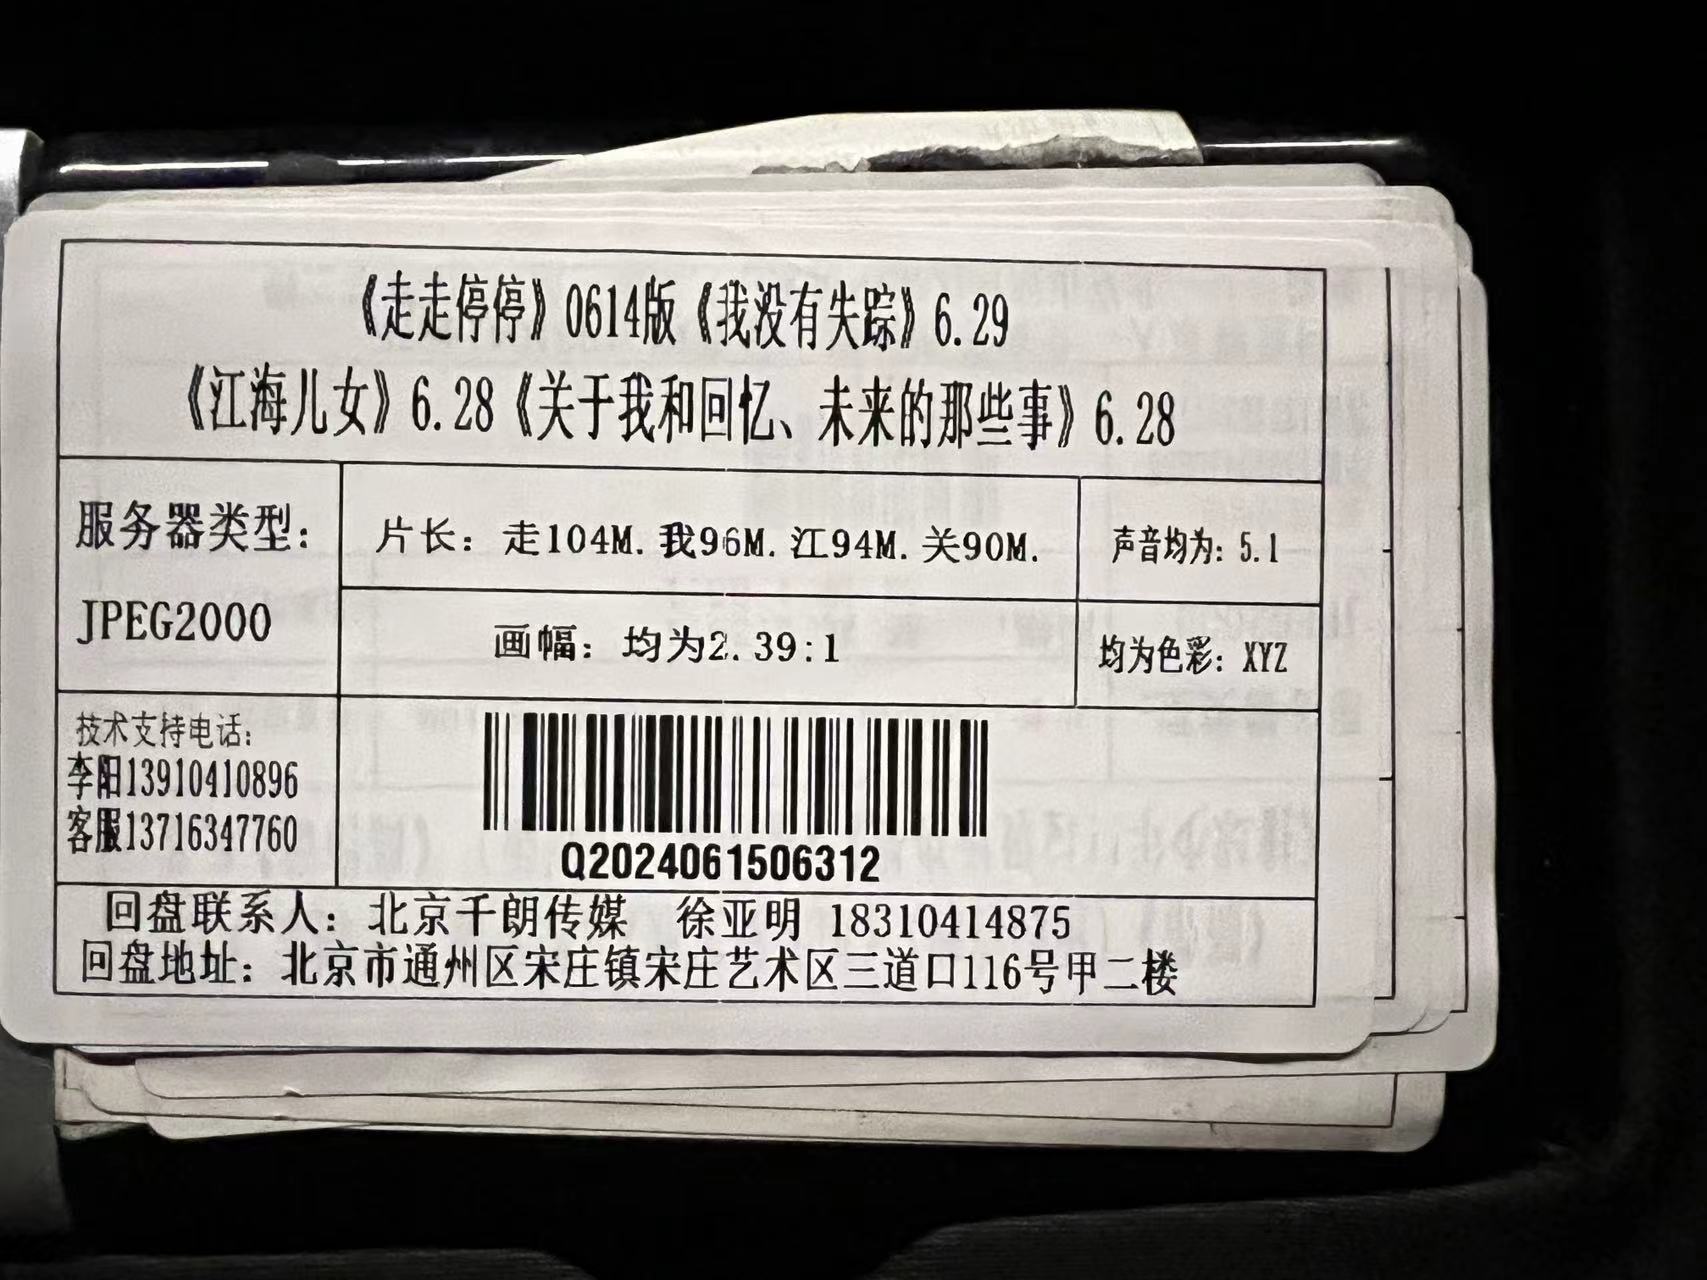 《走走停停》0614版《我没有失踪》6.29
《江海儿女》6.28《关于我和回忆、未来的那些事》6.28
服务器类型：
JPEG2000
片长：走104M.我96M.江94M.关90M.
声音均为：5.1
画幅：均为2.39:1
均为色彩：XYZ
技术支持电话：
李阳13910410896
客服13716347760
Q2024061506312
回盘联系人：北京千朗传媒 徐亚明 18310414875
回盘地址：北京市通州区宋庄镇宋庄艺术区三道口116号甲二楼